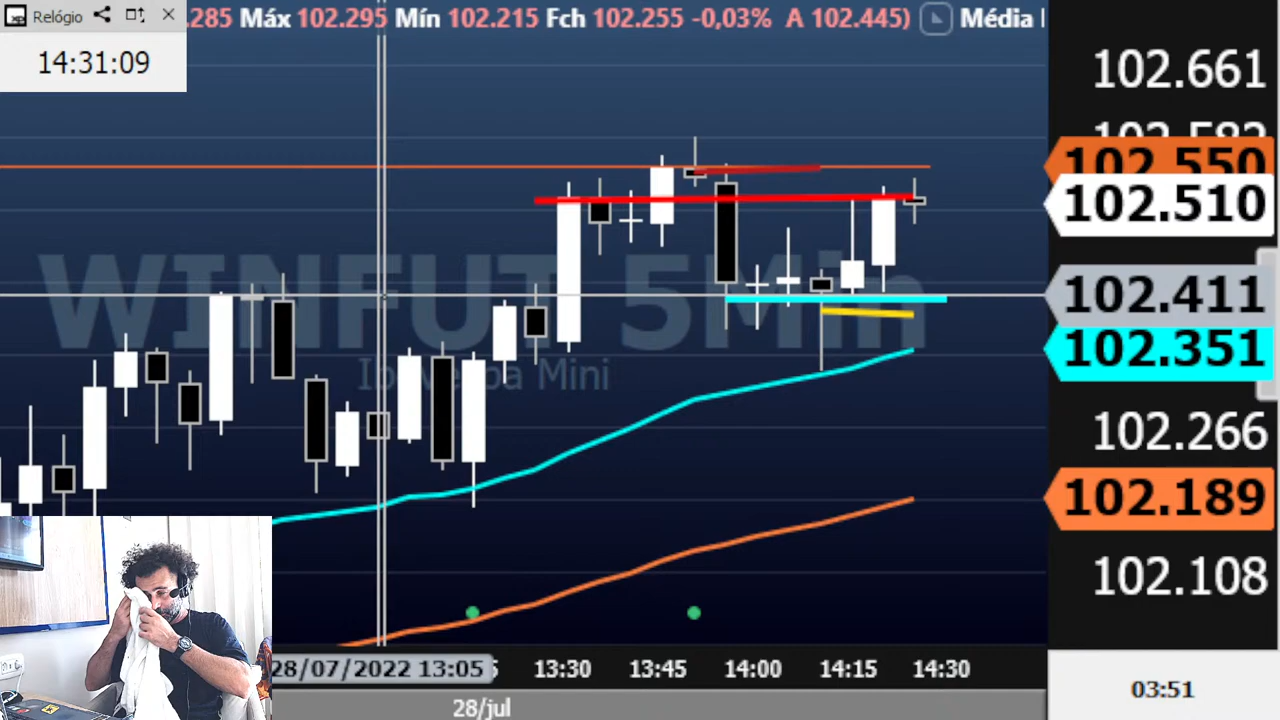 Relógio
14:31:09
.285 Máx 102.295 Mín 102.215 Fch 102.255 -0,03% A 102.445) Média
WINFUT 5Min
Mini
102.661
102.582
102.550
102.510
102.411
102.351
102.266
102.189
102.108
28/07/2022 13:05 13:30 13:45 14:00 14:15 14:30
28/jul
03:51